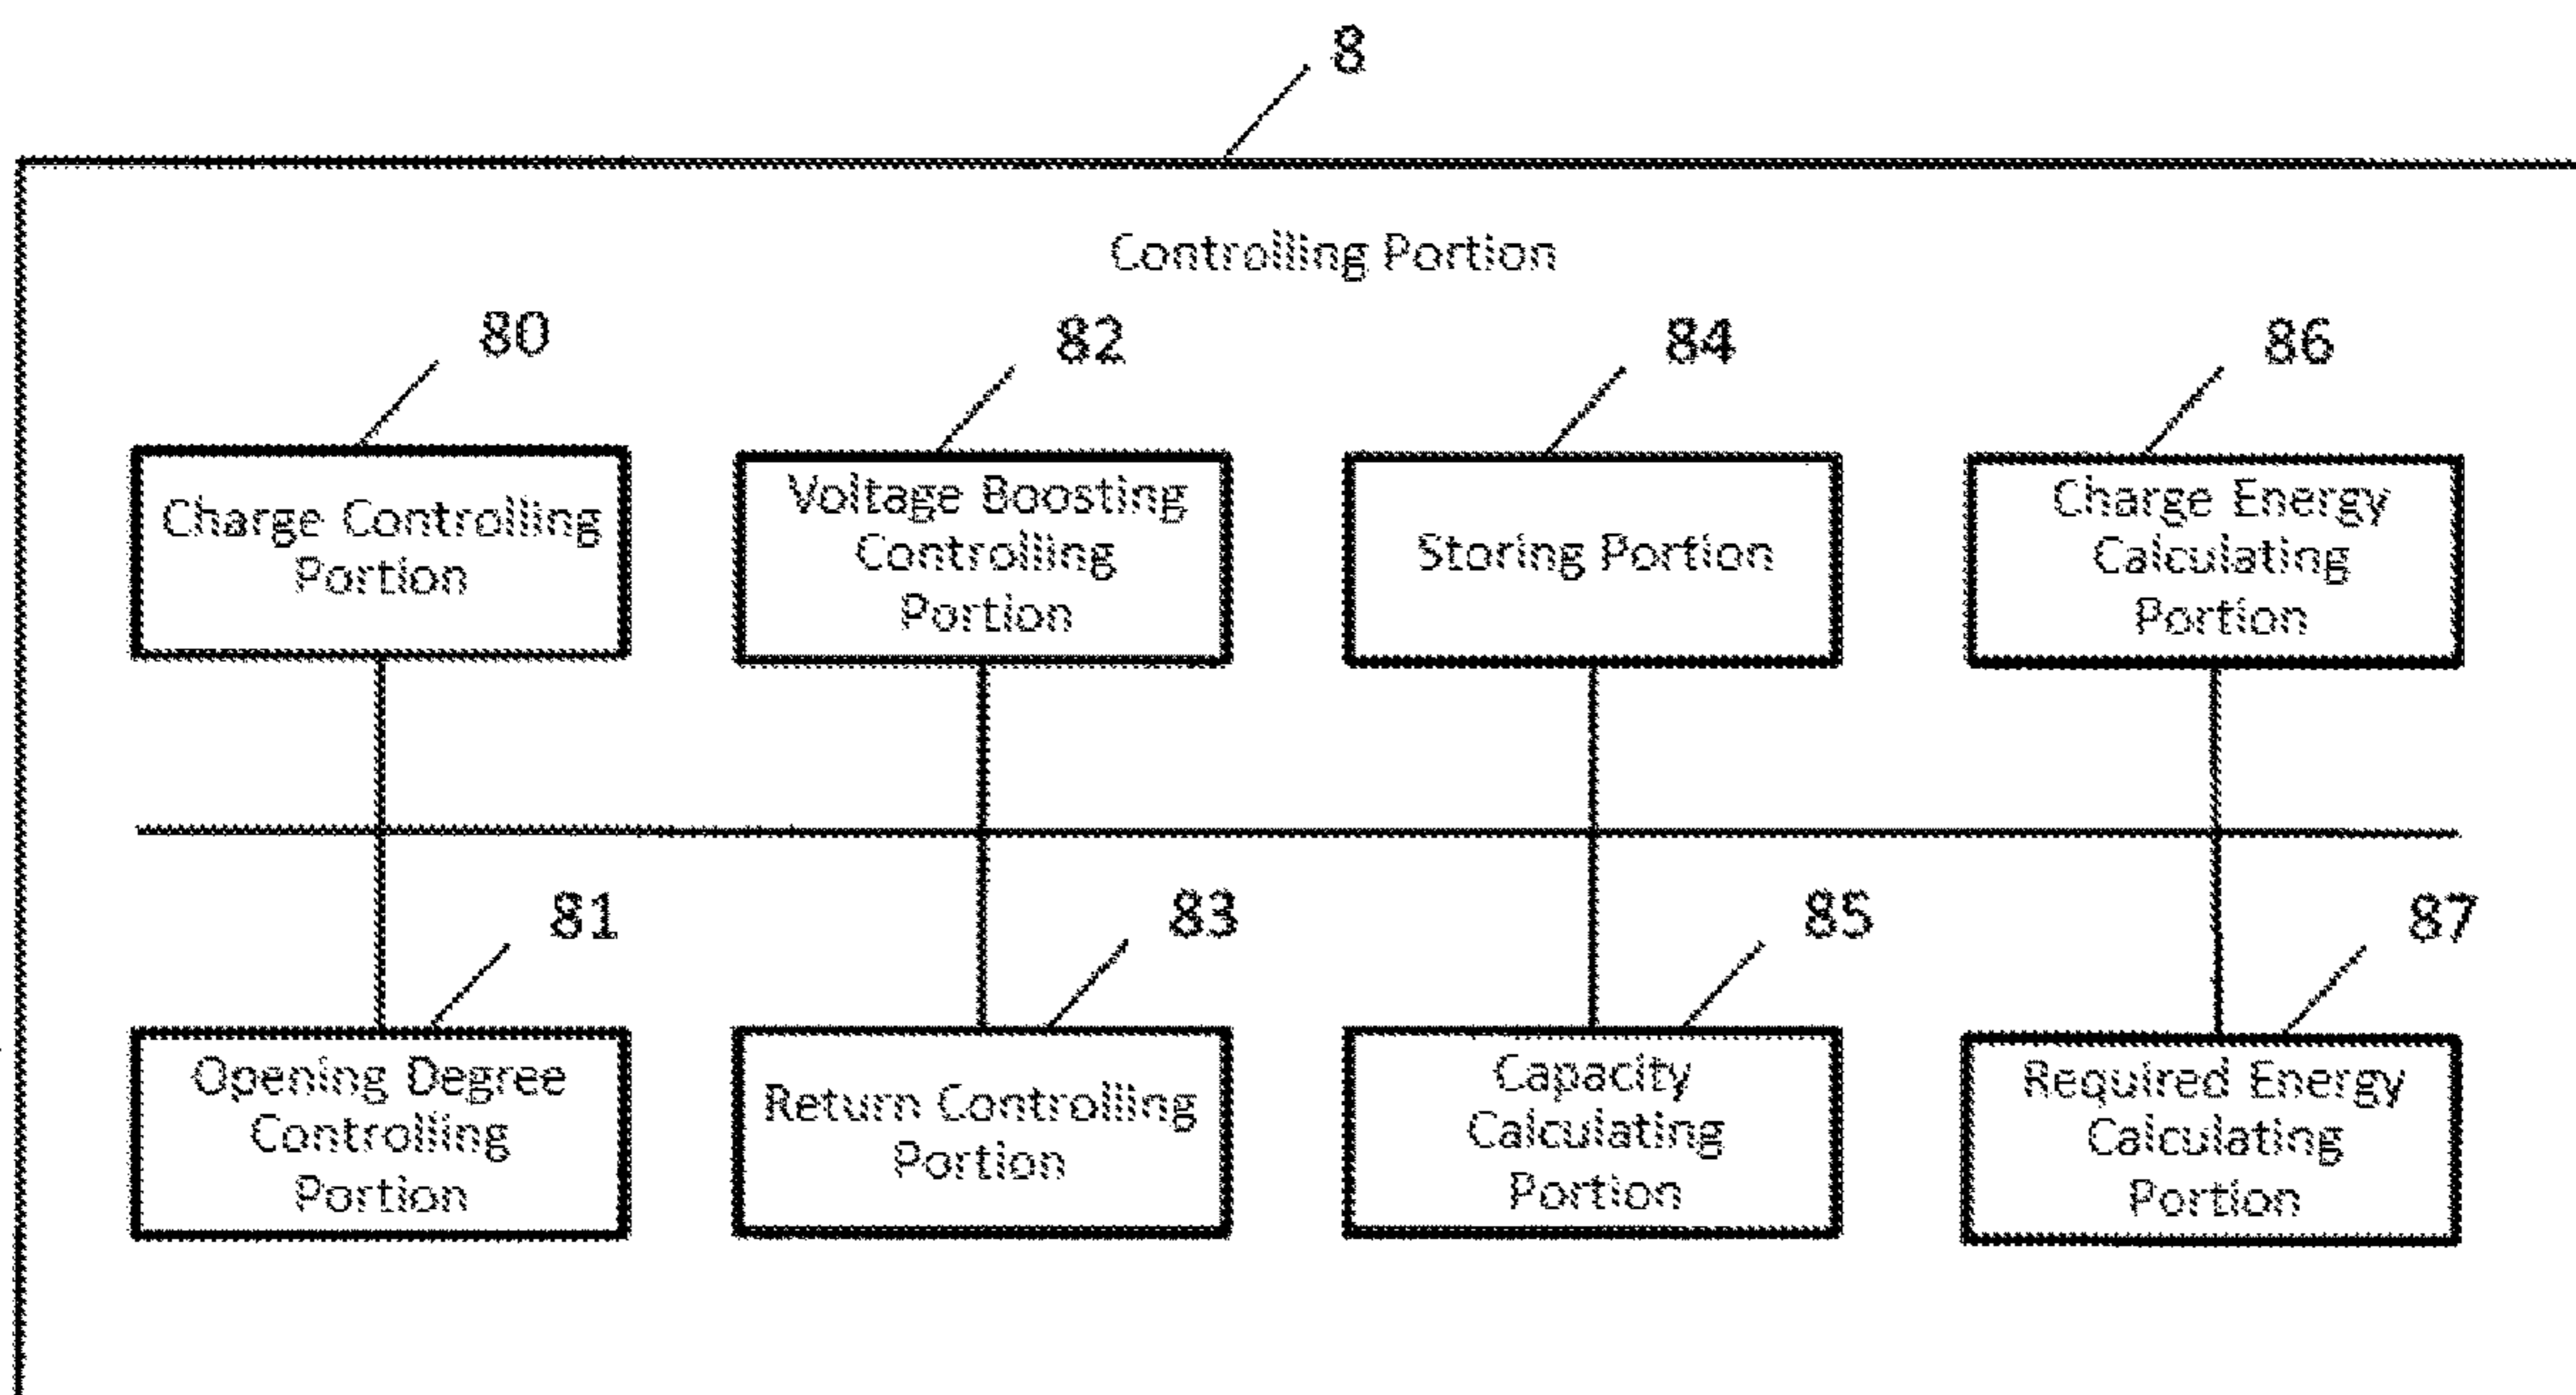 8
Controlling Portion
80
82
84
86
Charge Controlling
Portion
Voltage Boosting
Controlling
Portion
Storing Portion
Charge Energy
Calculating
Portion
81
83
85
87
Opening Degree
Controlling
Portion
Return Controlling
Portion
Capacity
Calculating
Portion
Required Energy
Calculating
Portion